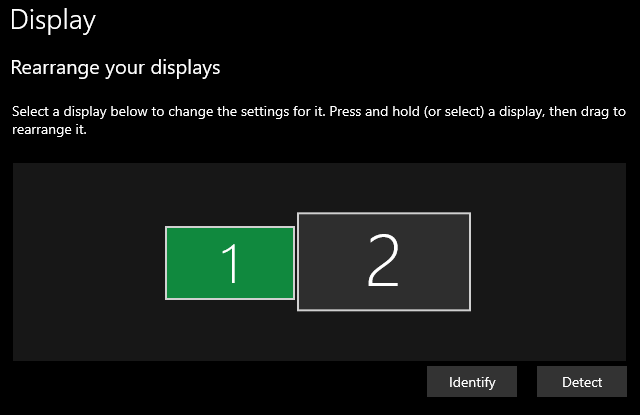 Display
Rearrange your displays
Select a display below to change the settings for it. Press and hold (or select) a display, then drag to
rearrange it.
1
2
Identify
Detect